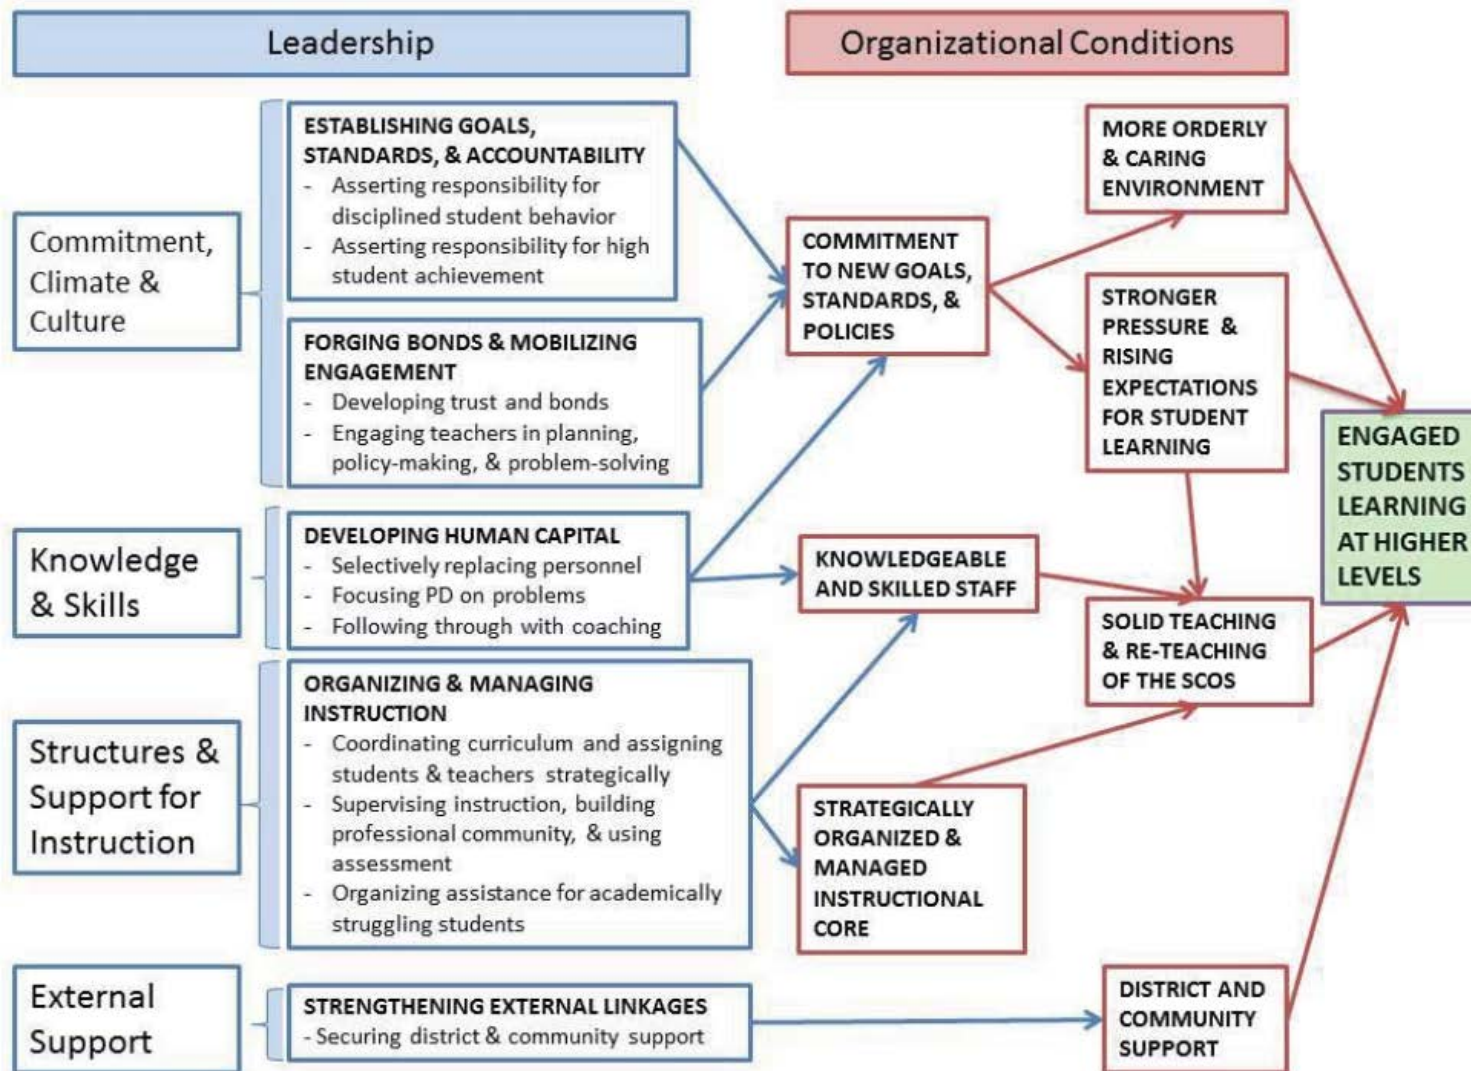 Leadership
Organizational Conditions
Commitment,
Climate &
Culture
ESTABLISHING GOALS,
STANDARDS, & ACCOUNTABILITY
- Asserting responsibility for
disciplined student behavior
- Asserting responsibility for high
student achievement
FORGING BONDS & MOBILIZING
ENGAGEMENT
- Developing trust and bonds
- Engaging teachers in planning,
policy-making, & problem-solving
Knowledge
& Skills
DEVELOPING HUMAN CAPITAL
- Selectively replacing personnel
- Focusing PD on problems
- Following through with coaching
Structures &
Support for
Instruction
ORGANIZING & MANAGING
INSTRUCTION
- Coordinating curriculum and assigning
students & teachers strategically
- Supervising instruction, building
professional community, & using
assessment
- Organizing assistance for academically
struggling students
External
Support
STRENGTHENING EXTERNAL LINKAGES
- Securing district & community support
COMMITMENT
TO NEW GOALS,
STANDARDS, &
POLICIES
KNOWLEDGEABLE
AND SKILLED STAFF
STRATEGICALLY
ORGANIZED &
MANAGED
INSTRUCTIONAL
CORE
MORE ORDERLY
& CARING
ENVIRONMENT
STRONGER
PRESSURE &
RISING
EXPECTATIONS
FOR STUDENT
LEARNING
SOLID TEACHING
& RE-TEACHING
OF THE SCOS
DISTRICT AND
COMMUNITY
SUPPORT
ENGAGED
STUDENTS
LEARNING
AT HIGHER
LEVELS